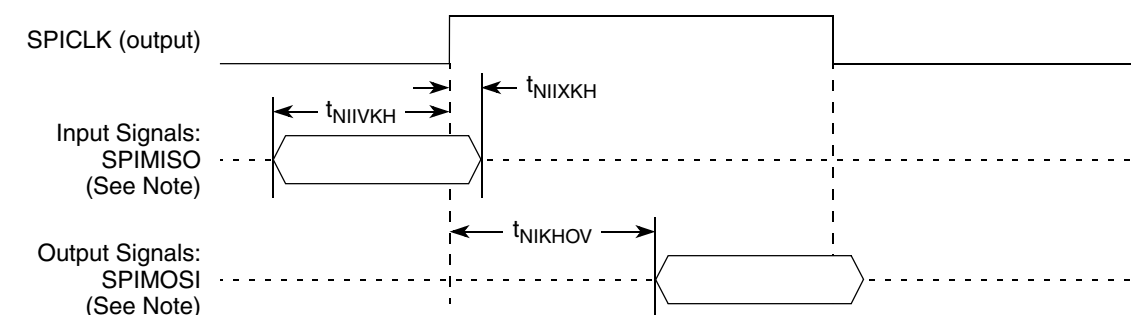 SPICLK (output)
tNIIXKH
tNIIVKH
Input Signals:
SPIMISO
(See Note)
tNIKHOV
Output Signals:
SPIMOSI
(See Note)